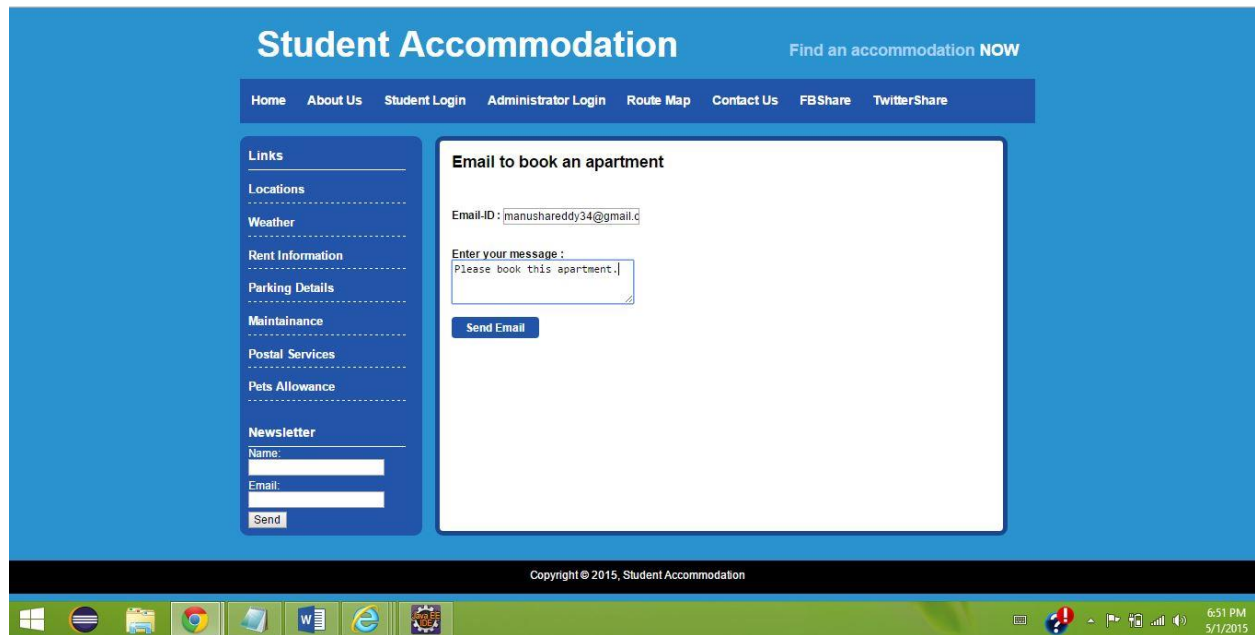 Student Accommodation
Find an accommodation NOW
Home About Us Student Login Administrator Login Route Map Contact Us FBShare TwitterShare
Links
Locations
Weather
Rent Information
Parking Details
Maintainance
Postal Services
Pets Allowance
Newsletter
Name:
Email:
Send
Email to book an apartment
Email-ID : manushareddy34@gmail.c
Enter your message :
Please book this apartment.
Send Email
Copyright © 2015, Student Accommodation
Java EE
IDE
6:51 PM
5/1/2015